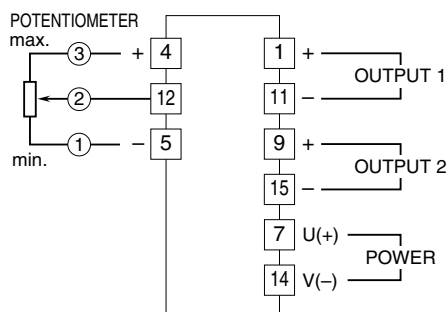 POTENTIOMETER
max.
3 + 4 1 +
OUTPUT 1
2 12 11 –
1 – 5 9 +
min.
OUTPUT 2
15 –
7 U(+)
POWER
14 V(–)